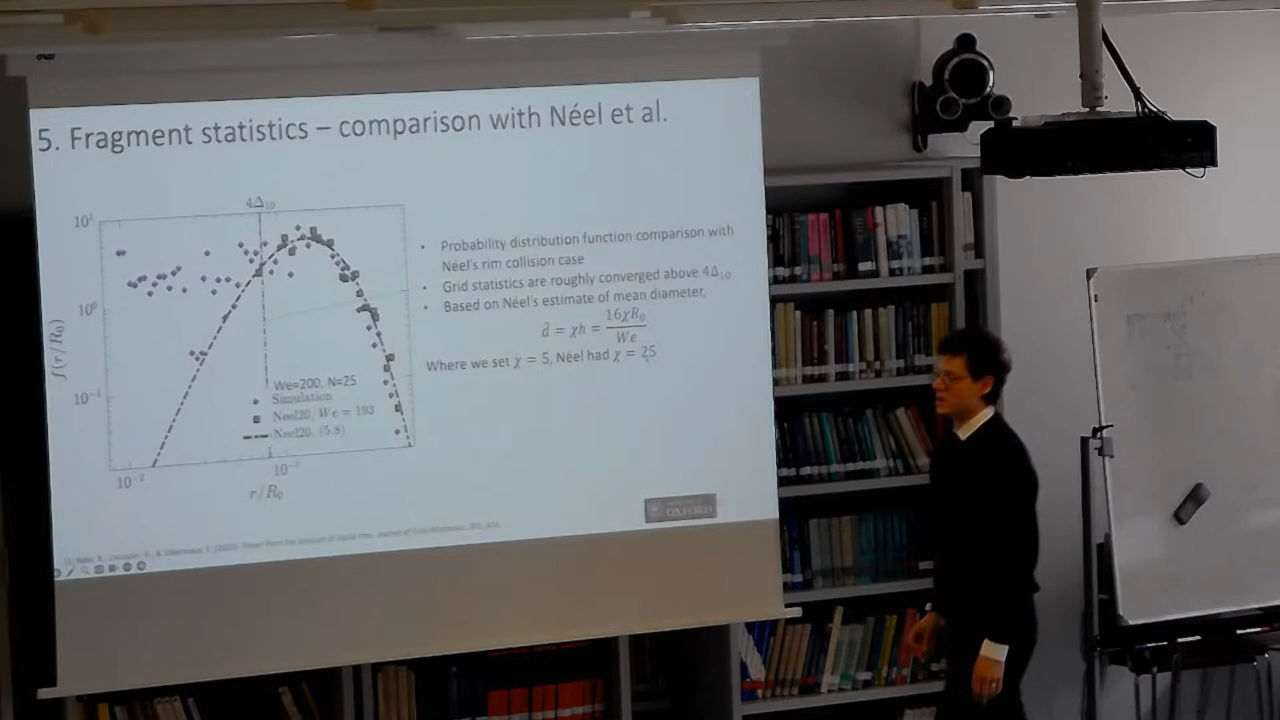 5. Fragment statistics – comparison with Néel et al.
4Δ₁₀
10¹
10⁰
10⁻¹
f(r/R₀)
We=200, N=25
Simulation
Neel20, We = 193
Neel20, (5.8)
10⁻² 10⁻¹
r/R₀
• Probability distribution function comparison with
Néel's rim collision case
• Grid statistics are roughly converged above 4Δ₁₀
• Based on Néel's estimate of mean diameter,
d̄ = χh = 16χR₀ / We
Where we set χ = 5, Néel had χ = 25
OXFORD